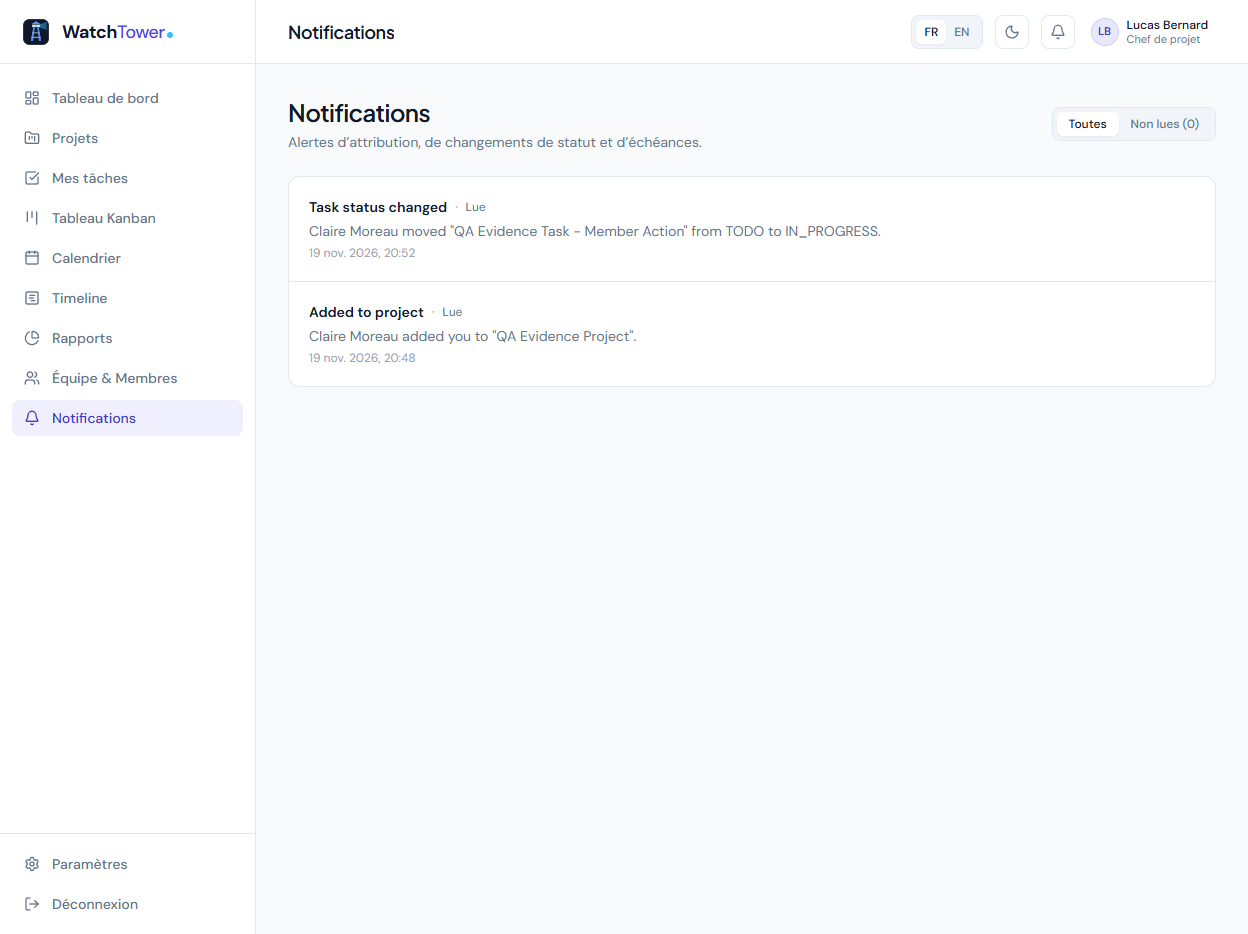 WatchTower
Notifications
FR EN
LB
Lucas Bernard
Chef de projet
Tableau de bord
Projets
Mes tâches
Tableau Kanban
Calendrier
Timeline
Rapports
Équipe & Membres
Notifications
Paramètres
Déconnexion
Notifications
Alertes d’attribution, de changements de statut et d’échéances.
Toutes Non lues (0)
Task status changed · Lue
Claire Moreau moved "QA Evidence Task - Member Action" from TODO to IN_PROGRESS.
19 nov. 2026, 20:52
Added to project · Lue
Claire Moreau added you to "QA Evidence Project".
19 nov. 2026, 20:48